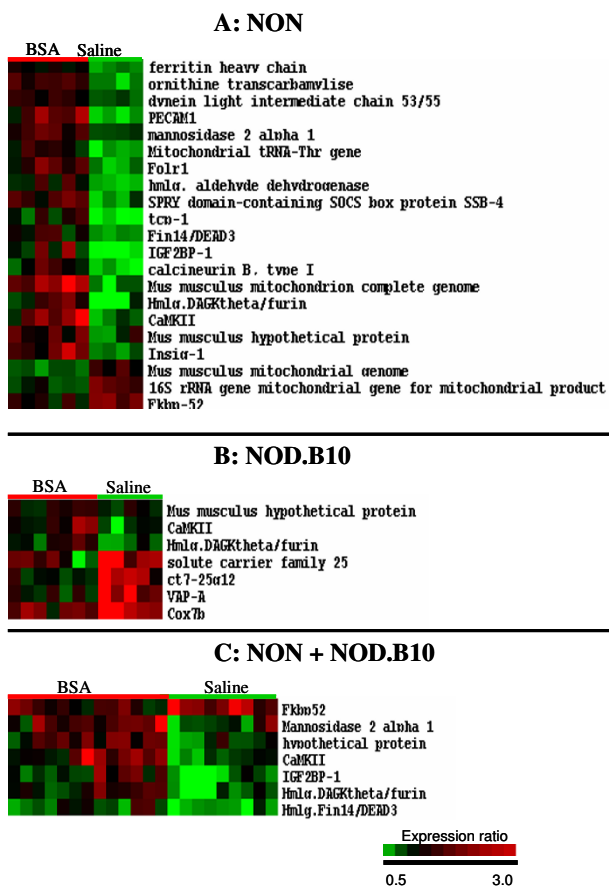 A: NON
BSA Saline
ferritin heavy chain
ornithine transcarbamylise
dynein light intermediate chain 53/55
PECAM1
mannosidase 2 alpha 1
Mitochondrial tRNA-Thr gene
Folr1
hmlg. aldehyde dehydrogenase
SPRY domain-containing SOCS box protein SSB-4
tcp-1
Fin14/DEAD3
IGF2BP-1
calcineurin B, type I
Mus musculus mitochondrion complete genome
Hmlg.DAGKtheta/furin
CaMKII
Mus musculus hypothetical protein
Insig-1
Mus musculus mitochondrial genome
16S rRNA gene mitochondrial gene for mitochondrial product
Fkbp-52
B: NOD.B10
BSA Saline
Mus musculus hypothetical protein
CaMKII
Hmlg.DAGKtheta/furin
solute carrier family 25
ct7-25g12
VAP-A
Cox7b
C: NON + NOD.B10
BSA Saline
Fkbp52
Mannosidase 2 alpha 1
hypothetical protein
CaMKII
IGF2BP-1
Hmlg.DAGKtheta/furin
Hmlg.Fin14/DEAD3
Expression ratio
0.5 3.0